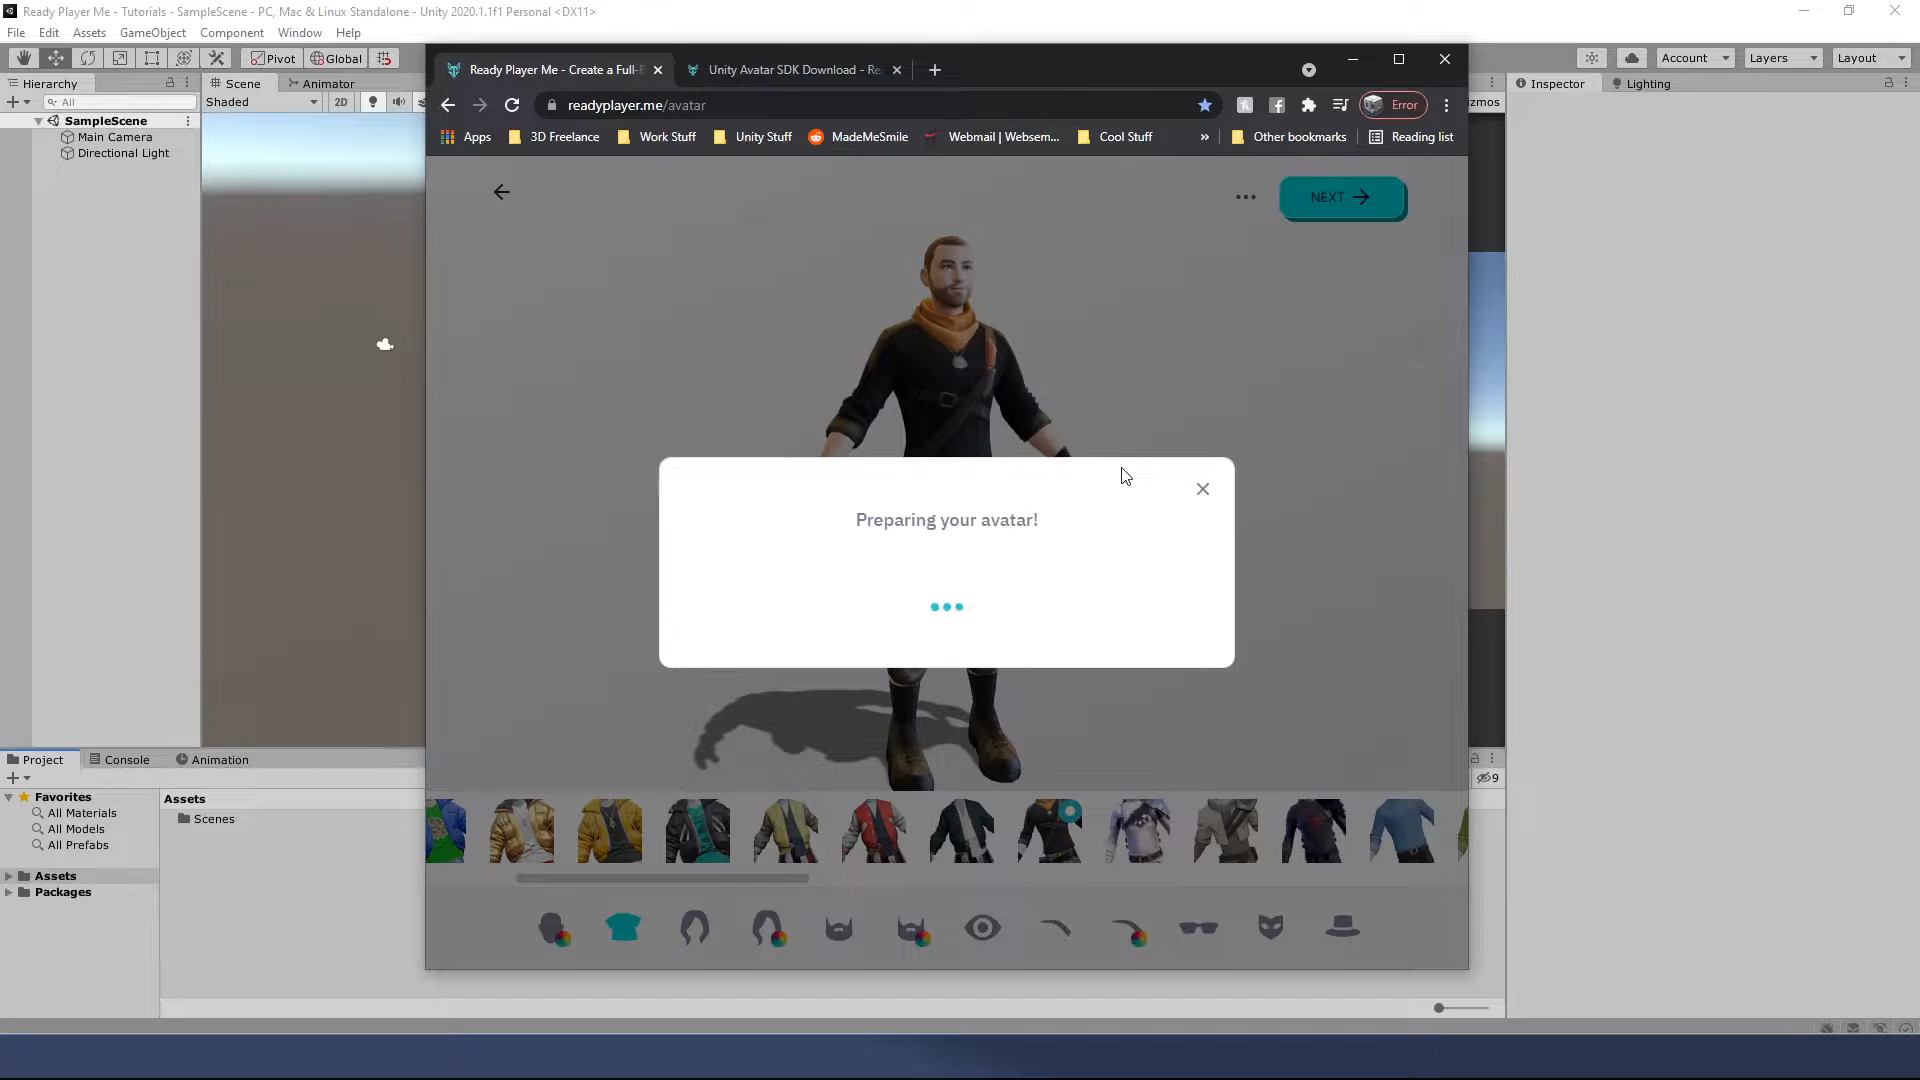 Ready Player Me - Tutorials - SampleScene - PC, Mac & Linux Standalone - Unity 2020.1.1f1 Personal <DX11>
File Edit Assets GameObject Component Window Help
Pivot Global
Account Layers Layout
Hierarchy
All
SampleScene
Main Camera
Directional Light
Scene Animator
Shaded 2D
Gizmos
Inspector Lighting
Ready Player Me - Create a Full-
Unity Avatar SDK Download - Re
readyplayer.me/avatar
Error
Apps 3D Freelance Work Stuff Unity Stuff MadeMeSmile Webmail | Websem... Cool Stuff » Other bookmarks Reading list
NEXT
Preparing your avatar!
Project Console Animation
9
Favorites
All Materials
All Models
All Prefabs
Assets
Packages
Assets
Scenes